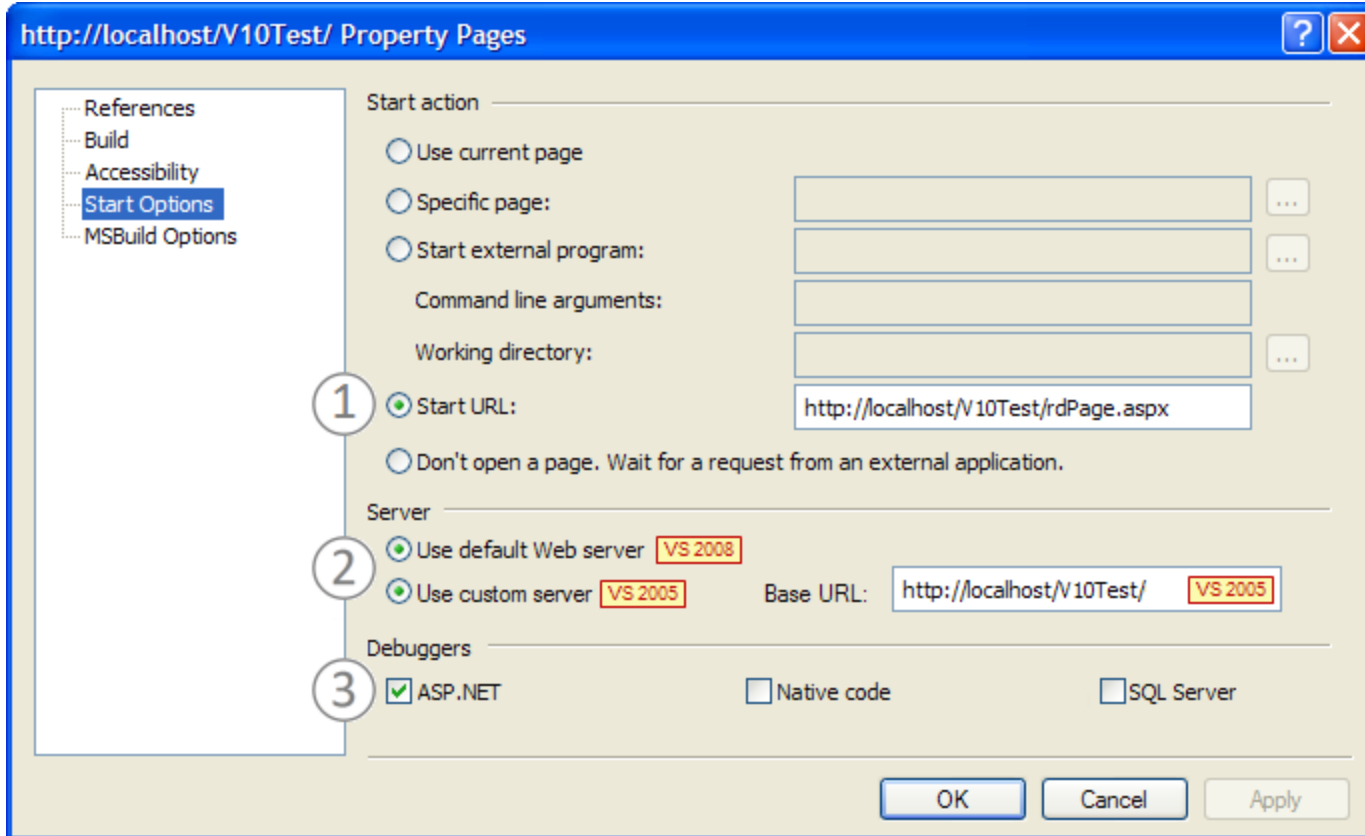 http://localhost/V10Test/ Property Pages
References
Build
Accessibility
Start Options
MSBuild Options
Start action
Use current page
Specific page: ...
Start external program: ...
Command line arguments:
Working directory: ...
1 Start URL: http://localhost/V10Test/rdPage.aspx
Don't open a page. Wait for a request from an external application.
Server
2
Use default Web server VS 2008
Use custom server VS 2005 Base URL: http://localhost/V10Test/ VS 2005
Debuggers
3 ASP.NET Native code SQL Server
OK Cancel Apply